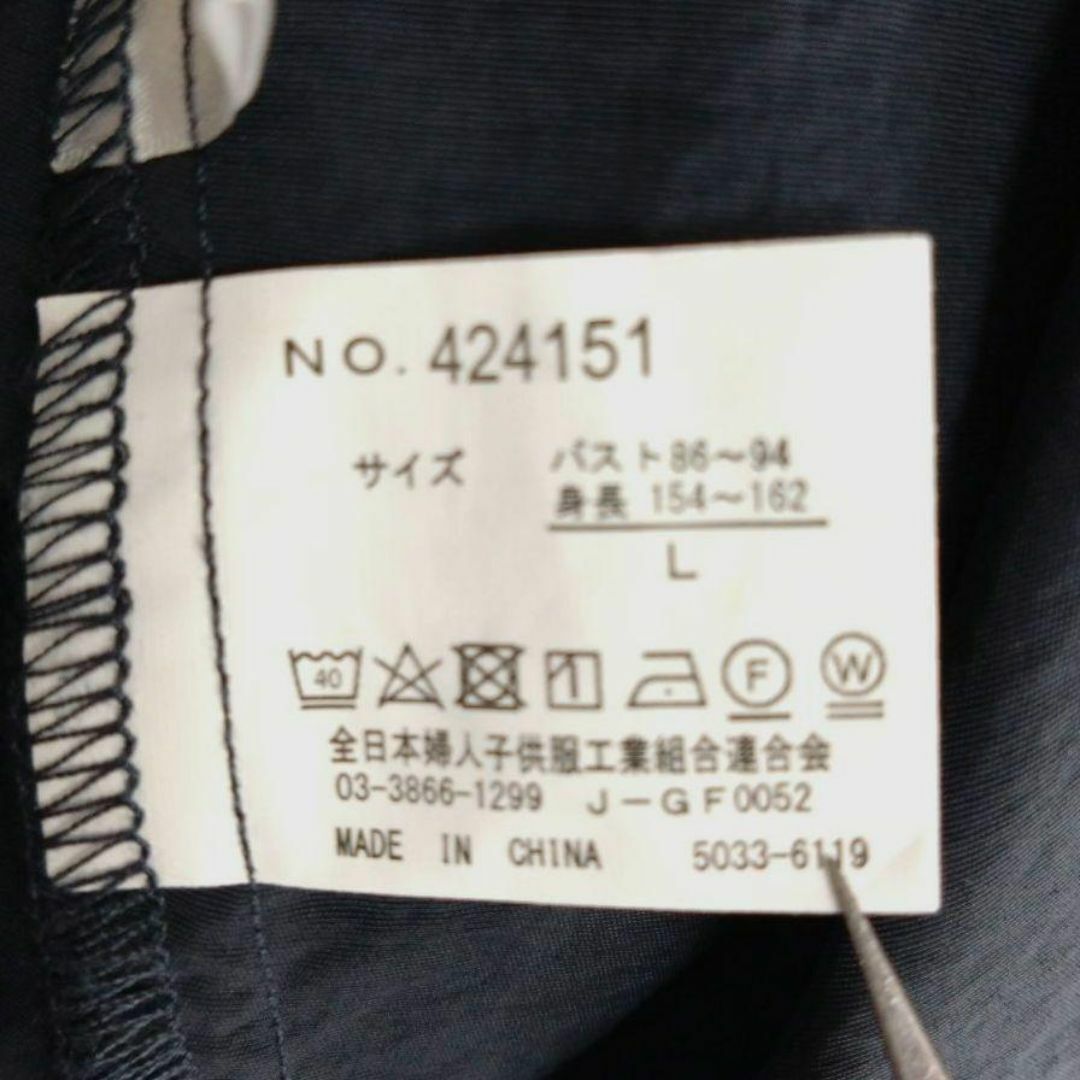 NO. 424151
サイズ
バスト86～94
身長 154～162
L
40 F W
全日本婦人子供服工業組合連合会
03-3866-1299 J－GF0052
MADE IN CHINA 5033-6119